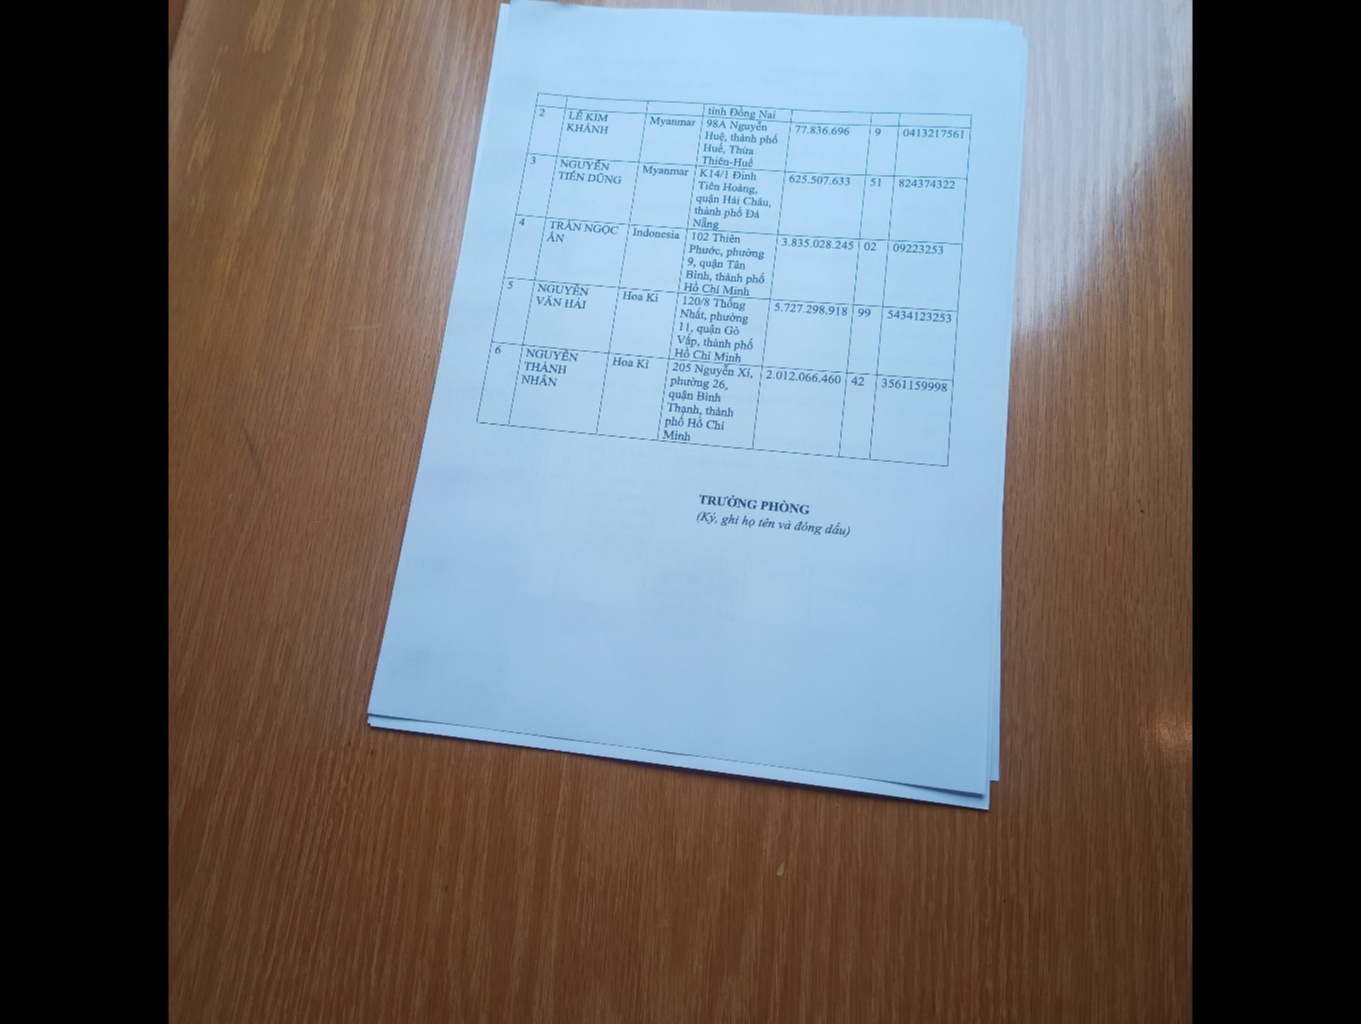 tỉnh Đồng Nai
2 LÊ KIM KHÁNH Myanmar 98A Nguyễn Huệ, thành phố Huế, Thừa Thiên-Huế 77.836.696 9 0413217561
3 NGUYỄN TIẾN DŨNG Myanmar K14/1 Đinh Tiên Hoàng, quận Hải Châu, thành phố Đà Nẵng 625.507.633 51 824374322
4 TRẦN NGỌC ÂN Indonesia 102 Thiên Phước, phường 9, quận Tân Bình, thành phố Hồ Chí Minh 3.835.028.245 02 09223253
5 NGUYỄN VĂN HẢI Hoa Kì 120/8 Thống Nhất, phường 11, quận Gò Vấp, thành phố Hồ Chí Minh 5.727.298.918 99 5434123253
6 NGUYỄN THÀNH NHÂN Hoa Kì 205 Nguyễn Xí, phường 26, quận Bình Thạnh, thành phố Hồ Chí Minh 2.012.066.460 42 3561159998
TRƯỞNG PHÒNG
(Ký, ghi họ tên và đóng dấu)